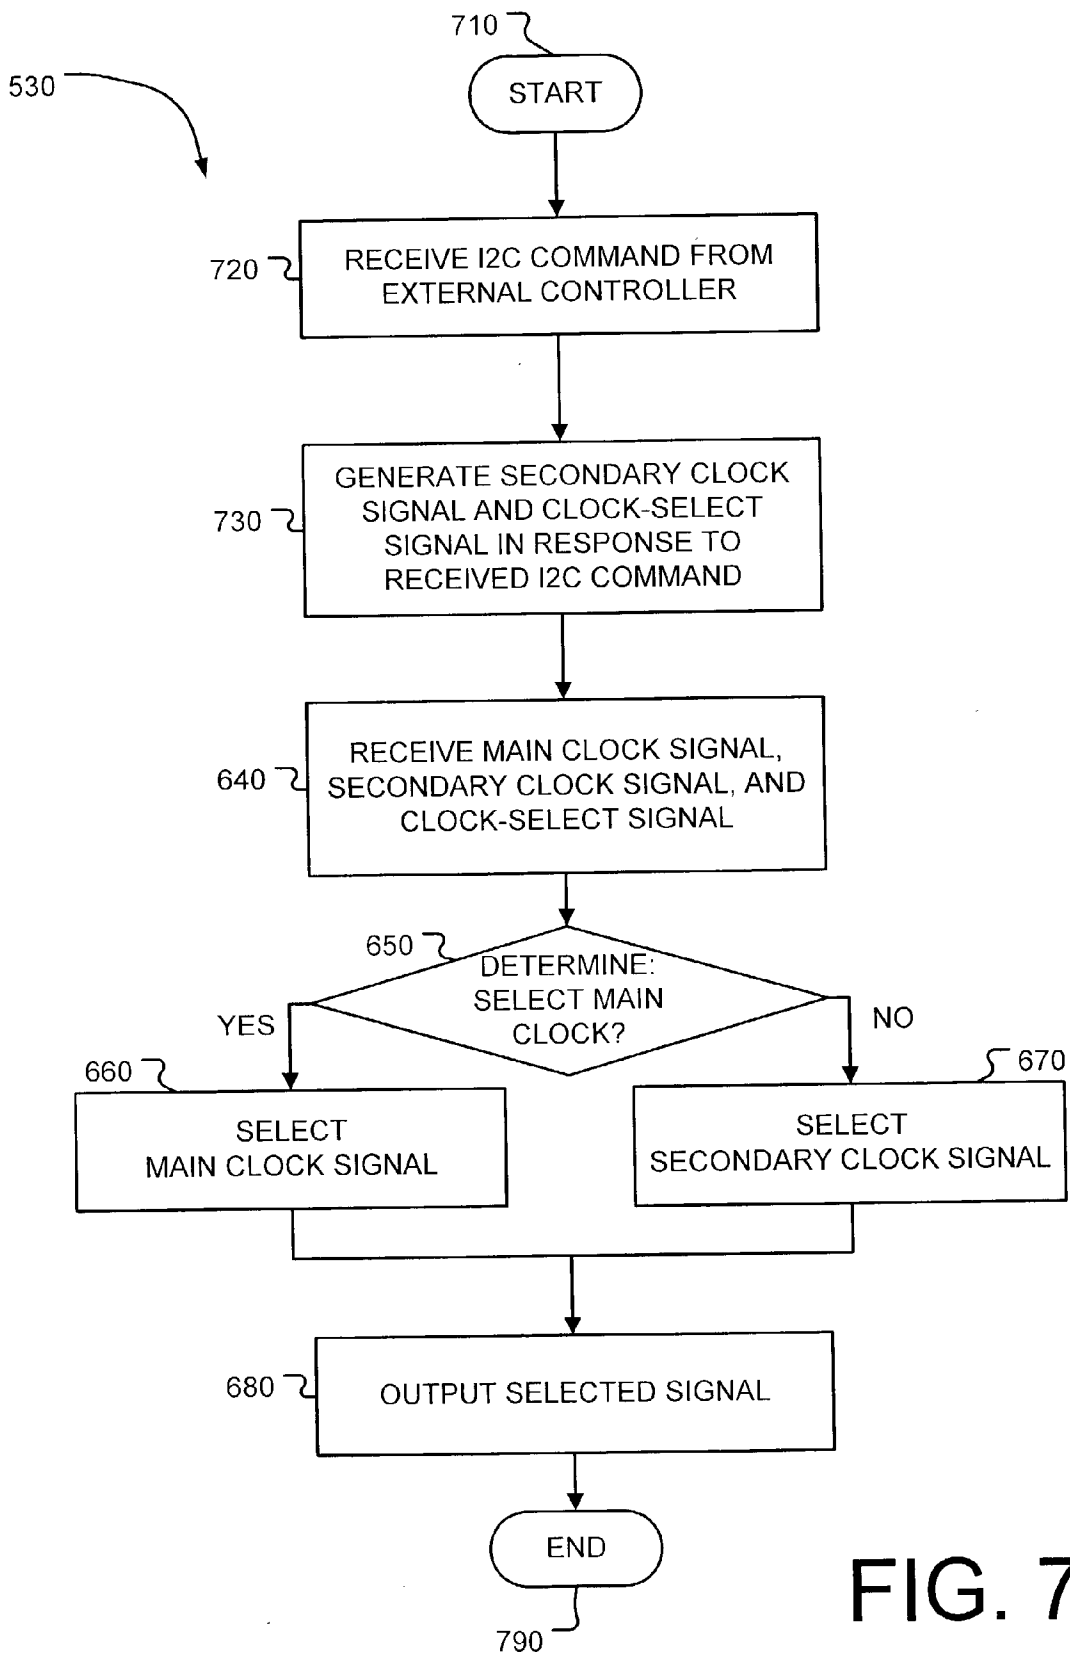 710
530
START
720
RECEIVE I2C COMMAND FROM
EXTERNAL CONTROLLER
730
GENERATE SECONDARY CLOCK
SIGNAL AND CLOCK-SELECT
SIGNAL IN RESPONSE TO
RECEIVED I2C COMMAND
640
RECEIVE MAIN CLOCK SIGNAL,
SECONDARY CLOCK SIGNAL, AND
CLOCK-SELECT SIGNAL
650
DETERMINE:
SELECT MAIN
CLOCK?
YES
NO
660
670
SELECT
MAIN CLOCK SIGNAL
SELECT
SECONDARY CLOCK SIGNAL
680
OUTPUT SELECTED SIGNAL
END
790
FIG. 7